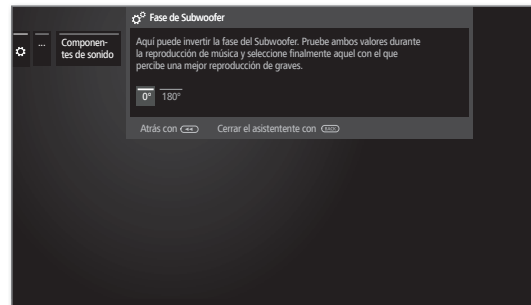 Fase de Subwoofer
...
Componen-
tes de sonido
Aquí puede invertir la fase del Subwoofer. Pruebe ambos valores durante
la reproducción de música y seleccione finalmente aquel con el que
percibe una mejor reproducción de graves.
0° 180°
Atrás con Cerrar el asistentente con BACK